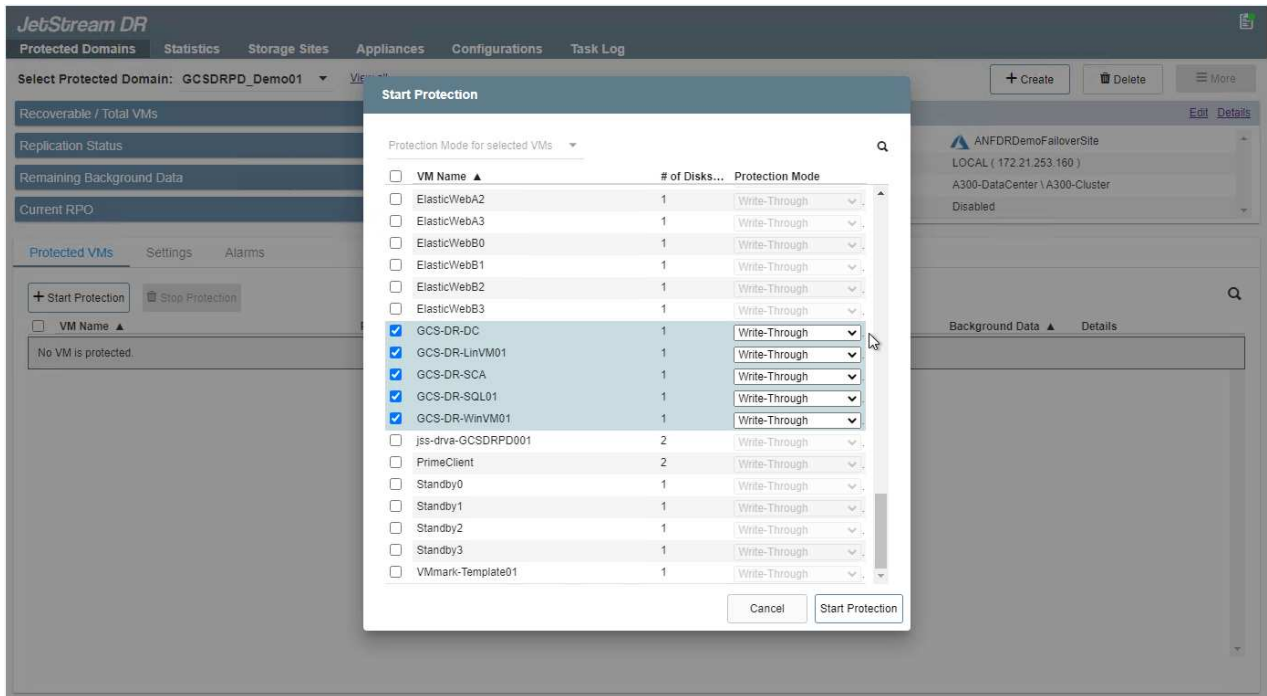 JetStream DR
Protected Domains Statistics Storage Sites Appliances Configurations Task Log
Select Protected Domain: GCSDRPD_Demo01 + Create Delete More
Recoverable / Total VMs Edit Details
Replication Status ANFDRDemoFailoverSite
LOCAL ( 172.21.253.160 )
Remaining Background Data A300-DataCenter \ A300-Cluster
Current RPO Disabled
Protected VMs Settings Alarms
+ Start Protection Stop Protection
VM Name ▲ Background Data ▲ Details
No VM is protected.
Start Protection
Protection Mode for selected VMs
VM Name ▲ # of Disks... Protection Mode
ElasticWebA2 1 Write-Through
ElasticWebA3 1 Write-Through
ElasticWebB0 1 Write-Through
ElasticWebB1 1 Write-Through
ElasticWebB2 1 Write-Through
ElasticWebB3 1 Write-Through
GCS-DR-DC 1 Write-Through
GCS-DR-LinVM01 1 Write-Through
GCS-DR-SCA 1 Write-Through
GCS-DR-SQL01 1 Write-Through
GCS-DR-WinVM01 1 Write-Through
jss-drva-GCSDRPD001 2 Write-Through
PrimeClient 2 Write-Through
Standby0 1 Write-Through
Standby1 1 Write-Through
Standby2 1 Write-Through
Standby3 1 Write-Through
VMmark-Template01 1 Write-Through
Cancel Start Protection